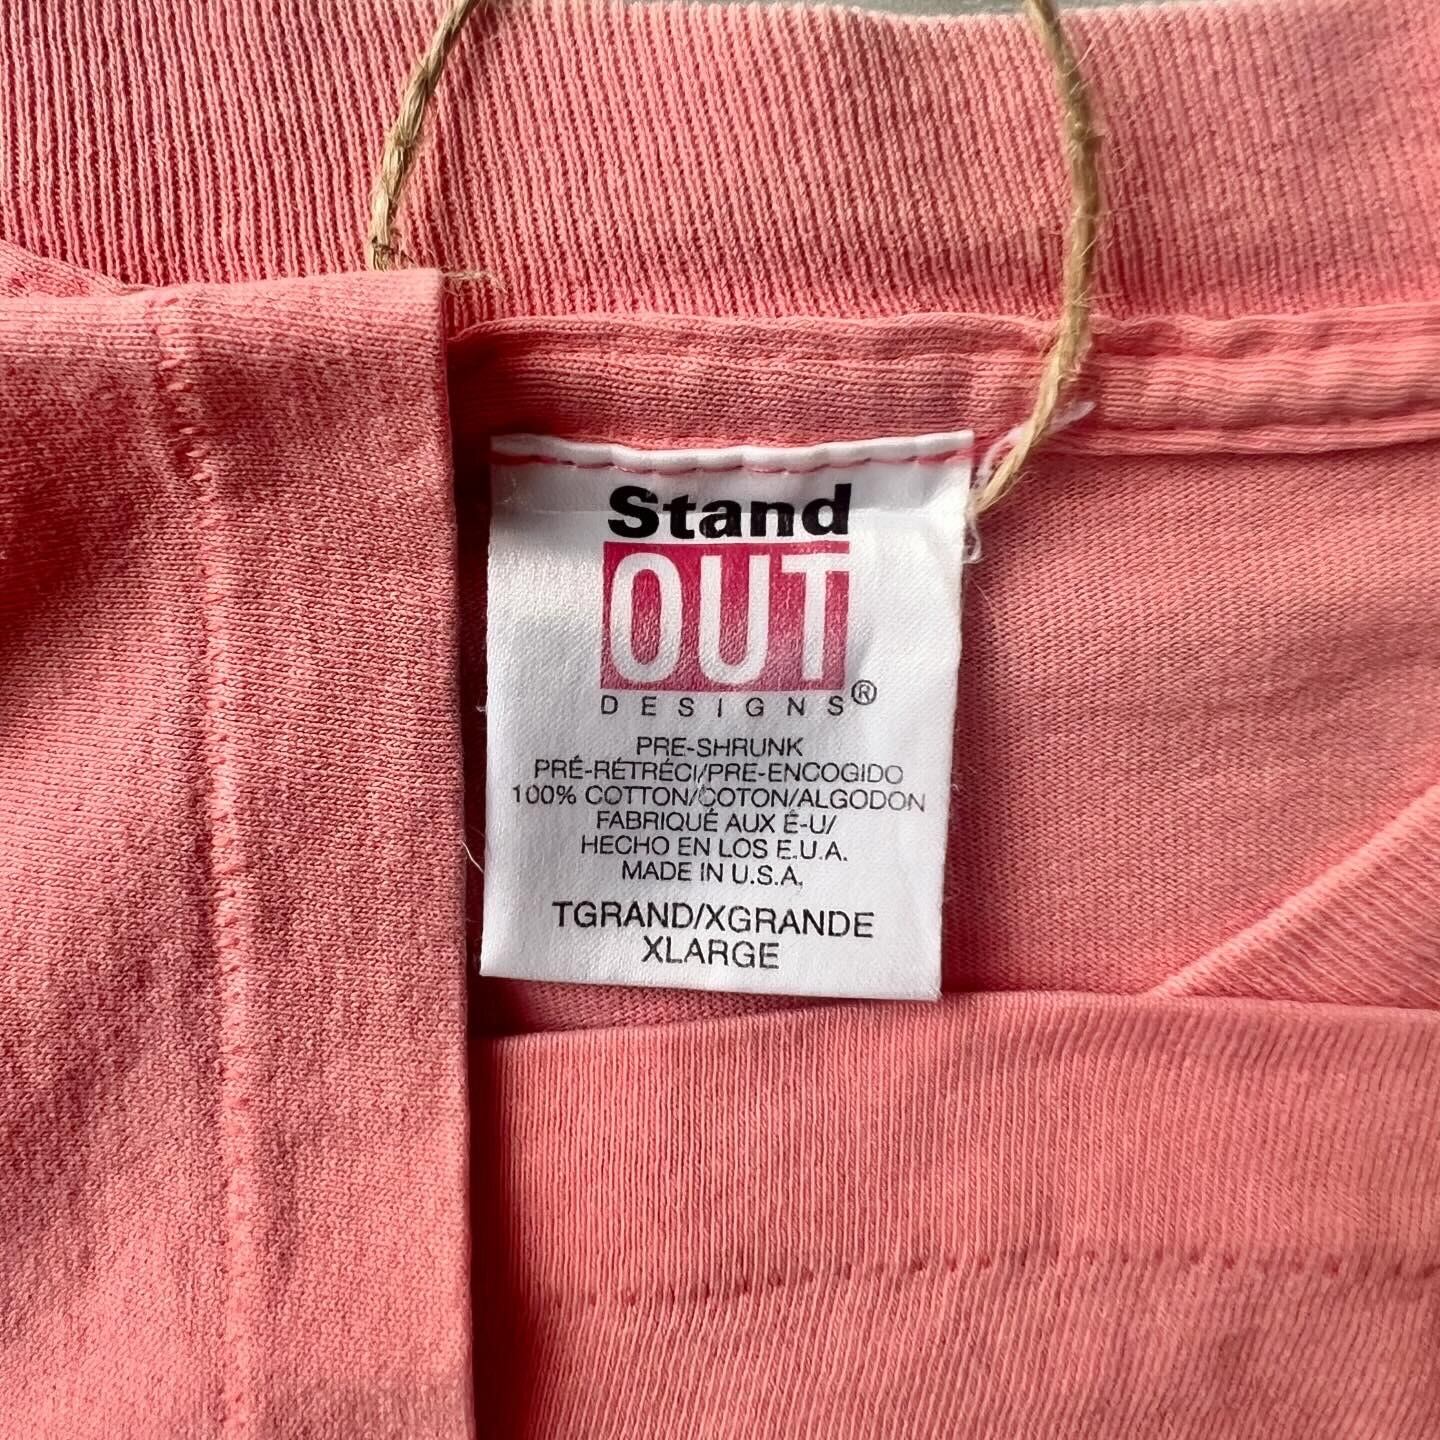 Stand
OUT
DESIGNS®
PRE-SHRUNK
PRÉ-RÉTRÉCI/PRE-ENCOGIDO
100% COTTON/COTON/ALGODON
FABRIQUÉ AUX É-U/
HECHO EN LOS E.U.A.
MADE IN U.S.A.
TGRAND/XGRANDE
XLARGE